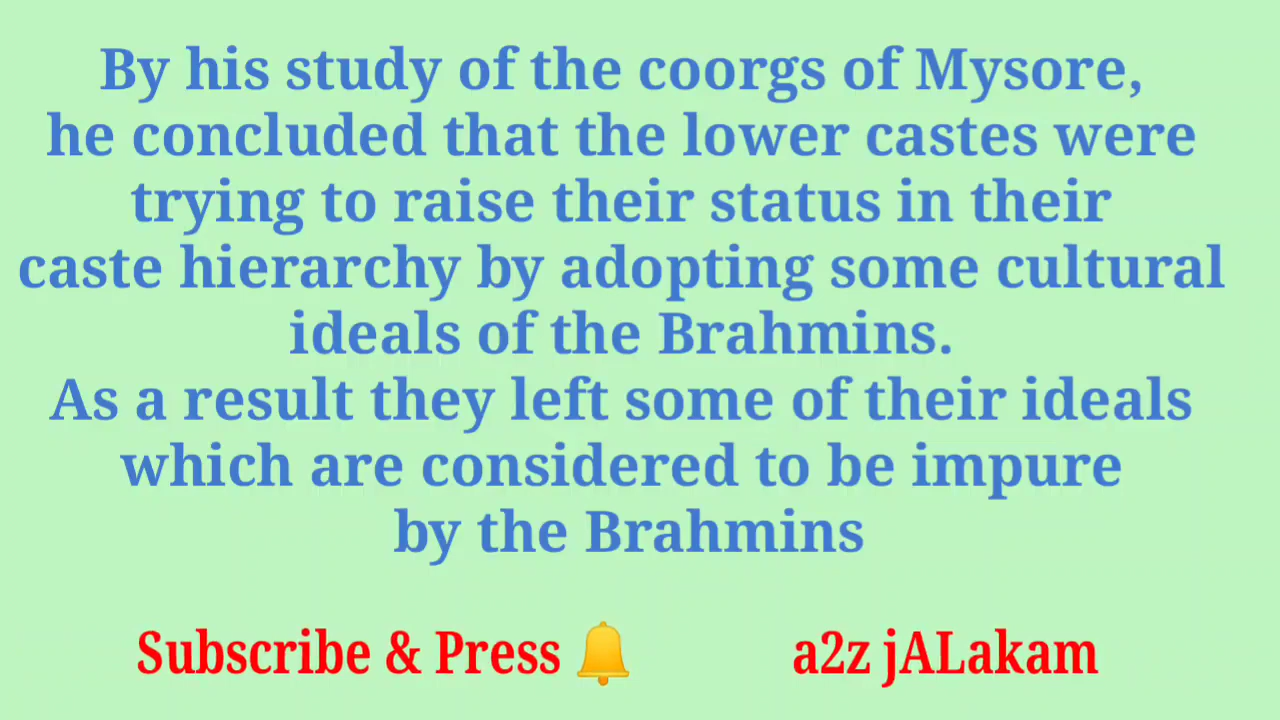 By his study of the coorgs of Mysore,
he concluded that the lower castes were
trying to raise their status in their
caste hierarchy by adopting some cultural
ideals of the Brahmins.
As a result they left some of their ideals
which are considered to be impure
by the Brahmins
Subscribe & Press 🔔 a2z jALakam